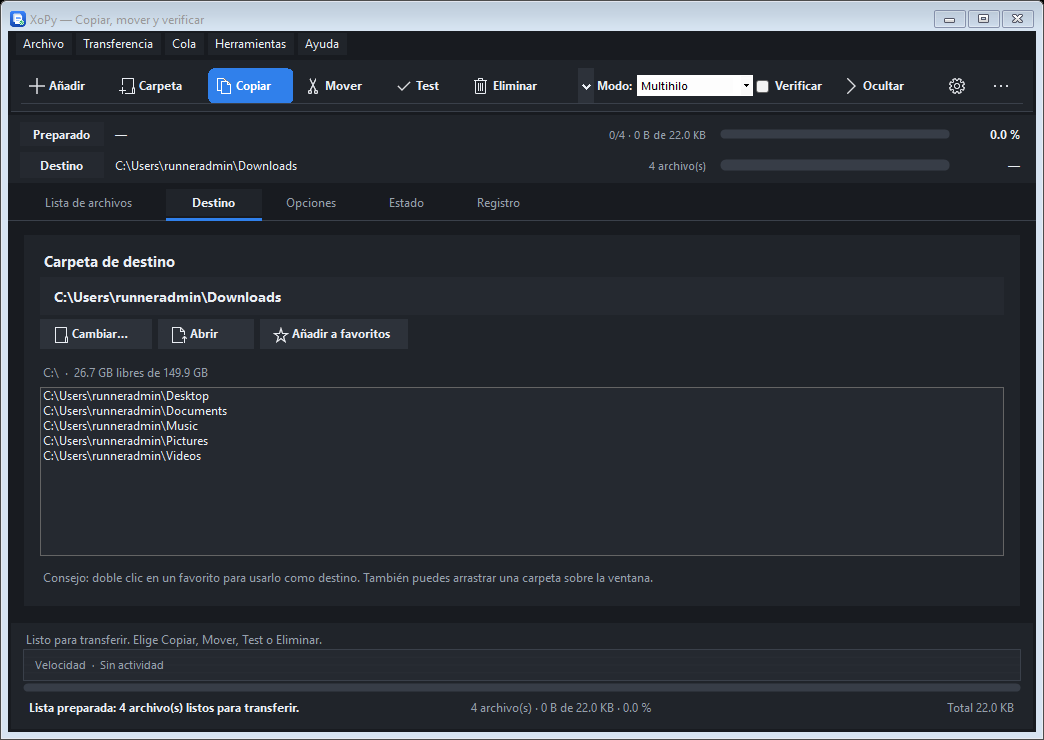 XoPy — Copiar, mover y verificar
Archivo Transferencia Cola Herramientas Ayuda
Añadir Carpeta Copiar Mover Test Eliminar Modo: Multihilo Verificar Ocultar ...
Preparado — 0/4 · 0 B de 22.0 KB 0.0 %
Destino C:\Users\runneradmin\Downloads 4 archivo(s) —
Lista de archivos Destino Opciones Estado Registro
Carpeta de destino
C:\Users\runneradmin\Downloads
Cambiar... Abrir Añadir a favoritos
C:\ · 26.7 GB libres de 149.9 GB
C:\Users\runneradmin\Desktop
C:\Users\runneradmin\Documents
C:\Users\runneradmin\Music
C:\Users\runneradmin\Pictures
C:\Users\runneradmin\Videos
Consejo: doble clic en un favorito para usarlo como destino. También puedes arrastrar una carpeta sobre la ventana.
Listo para transferir. Elige Copiar, Mover, Test o Eliminar.
Velocidad · Sin actividad
Lista preparada: 4 archivo(s) listos para transferir. 4 archivo(s) · 0 B de 22.0 KB · 0.0 % Total 22.0 KB